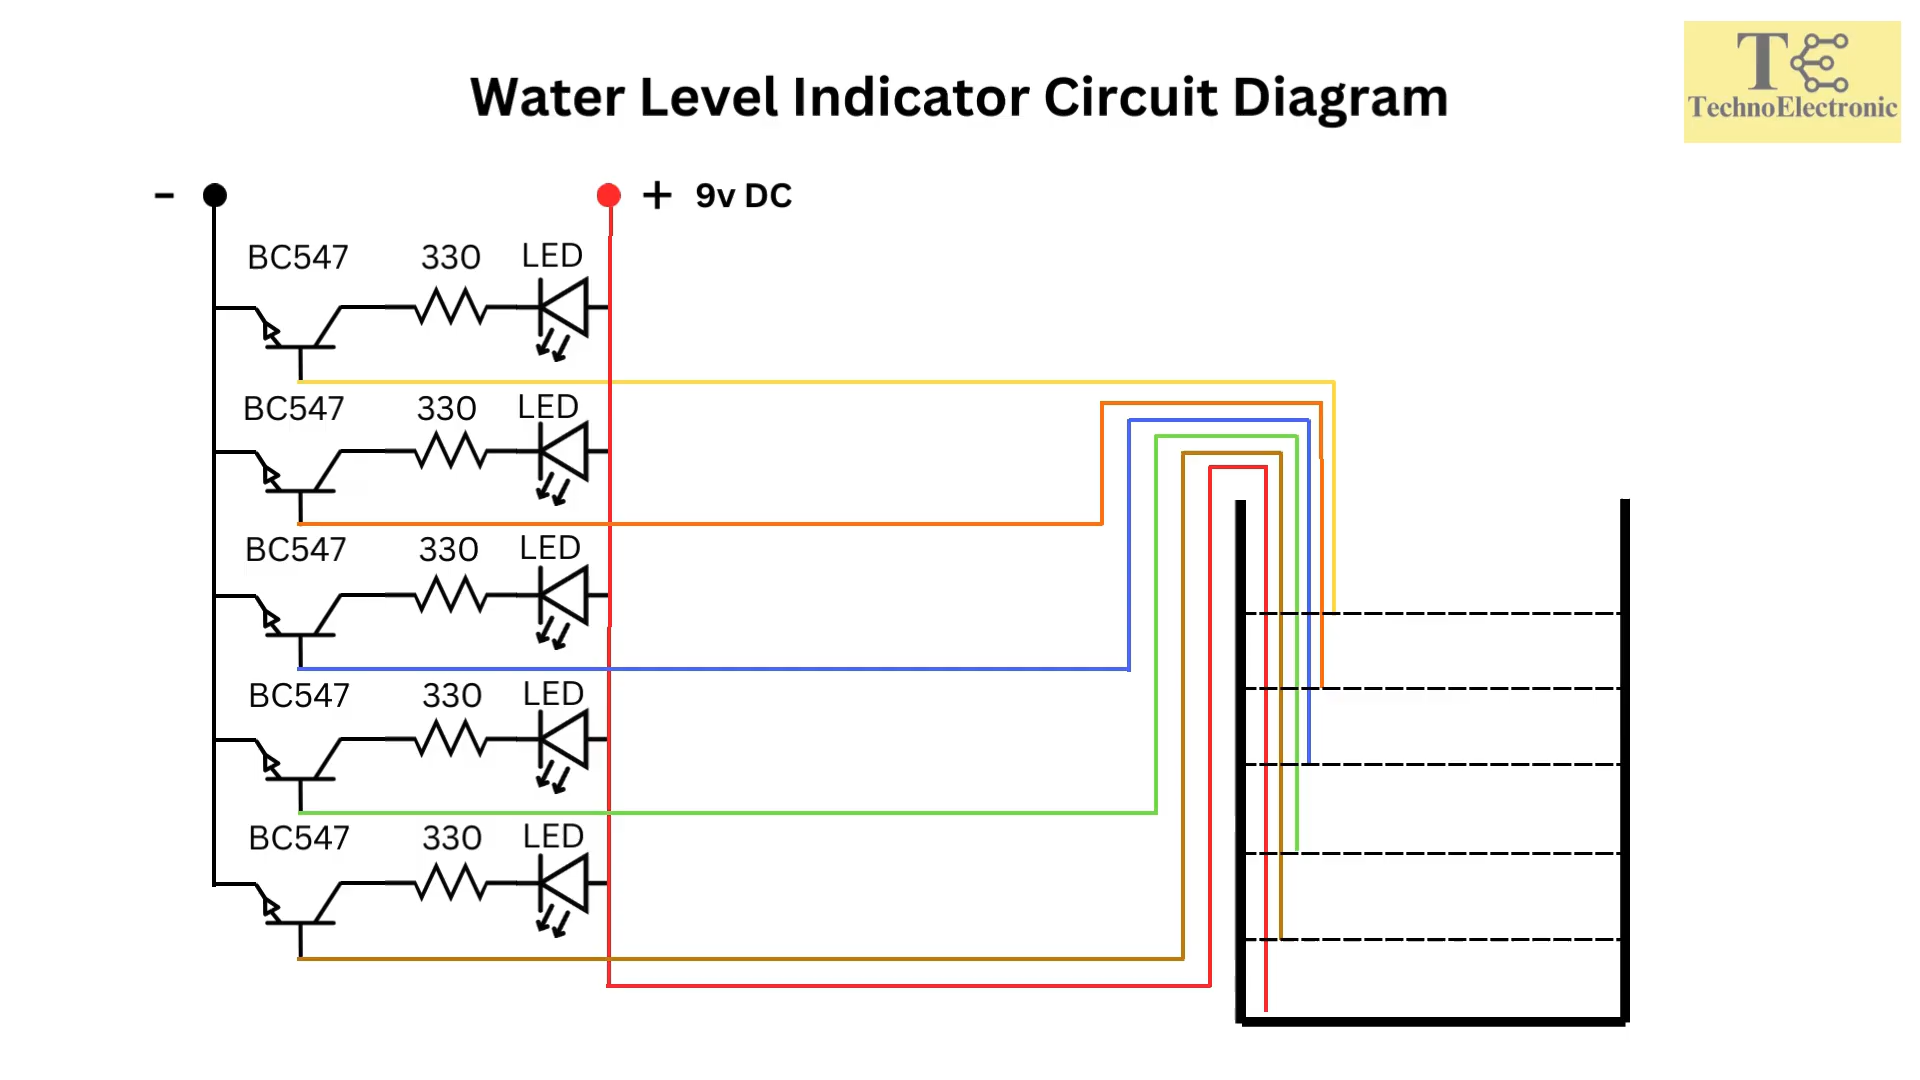 Water Level Indicator Circuit Diagram
TE
TechnoElectronic
- + 9v DC
BC547 330 LED
BC547 330 LED
BC547 330 LED
BC547 330 LED
BC547 330 LED